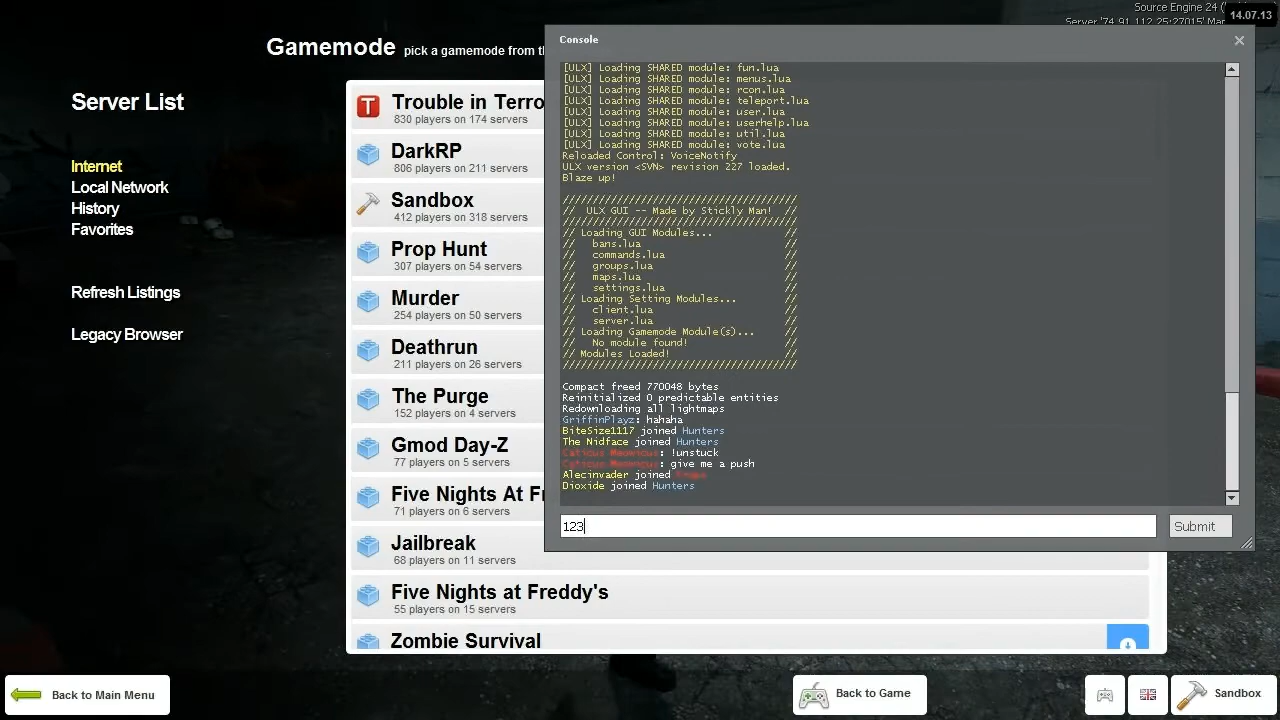 Source Engine 24
14.07.13
Server '74.91.112.25:27015'
Gamemode pick a gamemode from
Server List
Internet
Local Network
History
Favorites
Refresh Listings
Legacy Browser
T
Trouble in Terro
830 players on 174 servers
DarkRP
806 players on 211 servers
Sandbox
412 players on 318 servers
Prop Hunt
307 players on 54 servers
Murder
254 players on 50 servers
Deathrun
211 players on 26 servers
The Purge
152 players on 4 servers
Gmod Day-Z
77 players on 5 servers
Five Nights At
71 players on 6 servers
Jailbreak
68 players on 11 servers
Five Nights at Freddy's
55 players on 15 servers
Zombie Survival
Console
[ULX] Loading SHARED module: fun.lua
[ULX] Loading SHARED module: menus.lua
[ULX] Loading SHARED module: rcon.lua
[ULX] Loading SHARED module: teleport.lua
[ULX] Loading SHARED module: user.lua
[ULX] Loading SHARED module: userhelp.lua
[ULX] Loading SHARED module: util.lua
[ULX] Loading SHARED module: vote.lua
Reloaded Control: VoiceNotify
ULX version <SVN> revision 227 loaded.
Blaze up!
///////////////////////////////////////
//  ULX GUI -- Made by Stickly Man!  //
///////////////////////////////////////
// Loading GUI Modules...            //
//   bans.lua                        //
//   commands.lua                    //
//   groups.lua                      //
//   maps.lua                        //
//   settings.lua                    //
// Loading Setting Modules...        //
//   client.lua                      //
//   server.lua                      //
// Loading Gamemode Module(s)...     //
//   No module found!                //
// Modules Loaded!                   //
///////////////////////////////////////
Compact freed 770048 bytes
Reinitialized 0 predictable entities
Redownloading all lightmaps
GriffinPlayz: hahaha
BiteSize1117 joined Hunters
The Nidface joined Hunters
Caticus Meowicus: !unstuck
Caticus Meowicus: give me a push
Alecinvader joined Props
Dioxide joined Hunters
123
Submit
Back to Main Menu
Back to Game
Sandbox